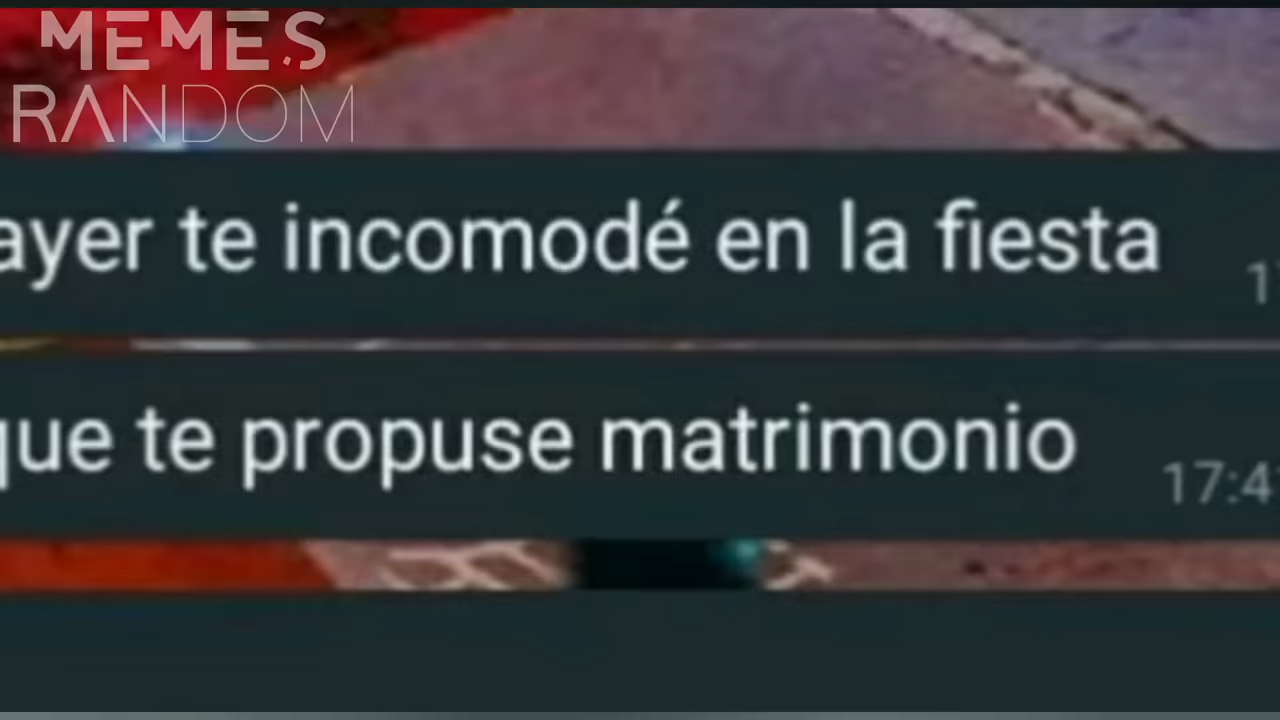 MEMES
RANDOM
ayer te incomodé en la fiesta
que te propuse matrimonio